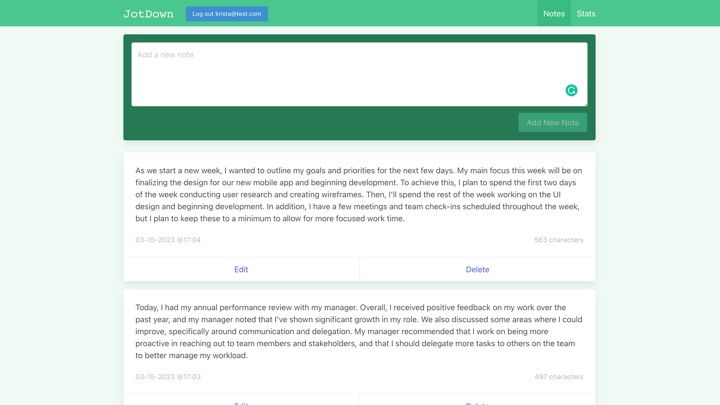 JotDown
Log out krista@test.com
Notes
Stats
Add a new note
Add New Note
As we start a new week, I wanted to outline my goals and priorities for the next few days. My main focus this week will be on
finalizing the design for our new mobile app and beginning development. To achieve this, I plan to spend the first two days
of the week conducting user research and creating wireframes. Then, I'll spend the rest of the week working on the UI
design and beginning development. In addition, I have a few meetings and team check-ins scheduled throughout the week,
but I plan to keep these to a minimum to allow for more focused work time.
03-15-2023 @17:04
563 characters
Edit
Delete
Today, I had my annual performance review with my manager. Overall, I received positive feedback on my work over the
past year, and my manager noted that I've shown significant growth in my role. We also discussed some areas where I could
improve, specifically around communication and delegation. My manager recommended that I work on being more
proactive in reaching out to team members and stakeholders, and that I should delegate more tasks to others on the team
to better manage my workload.
03-15-2023 @17:03
497 characters
Edit
Delete